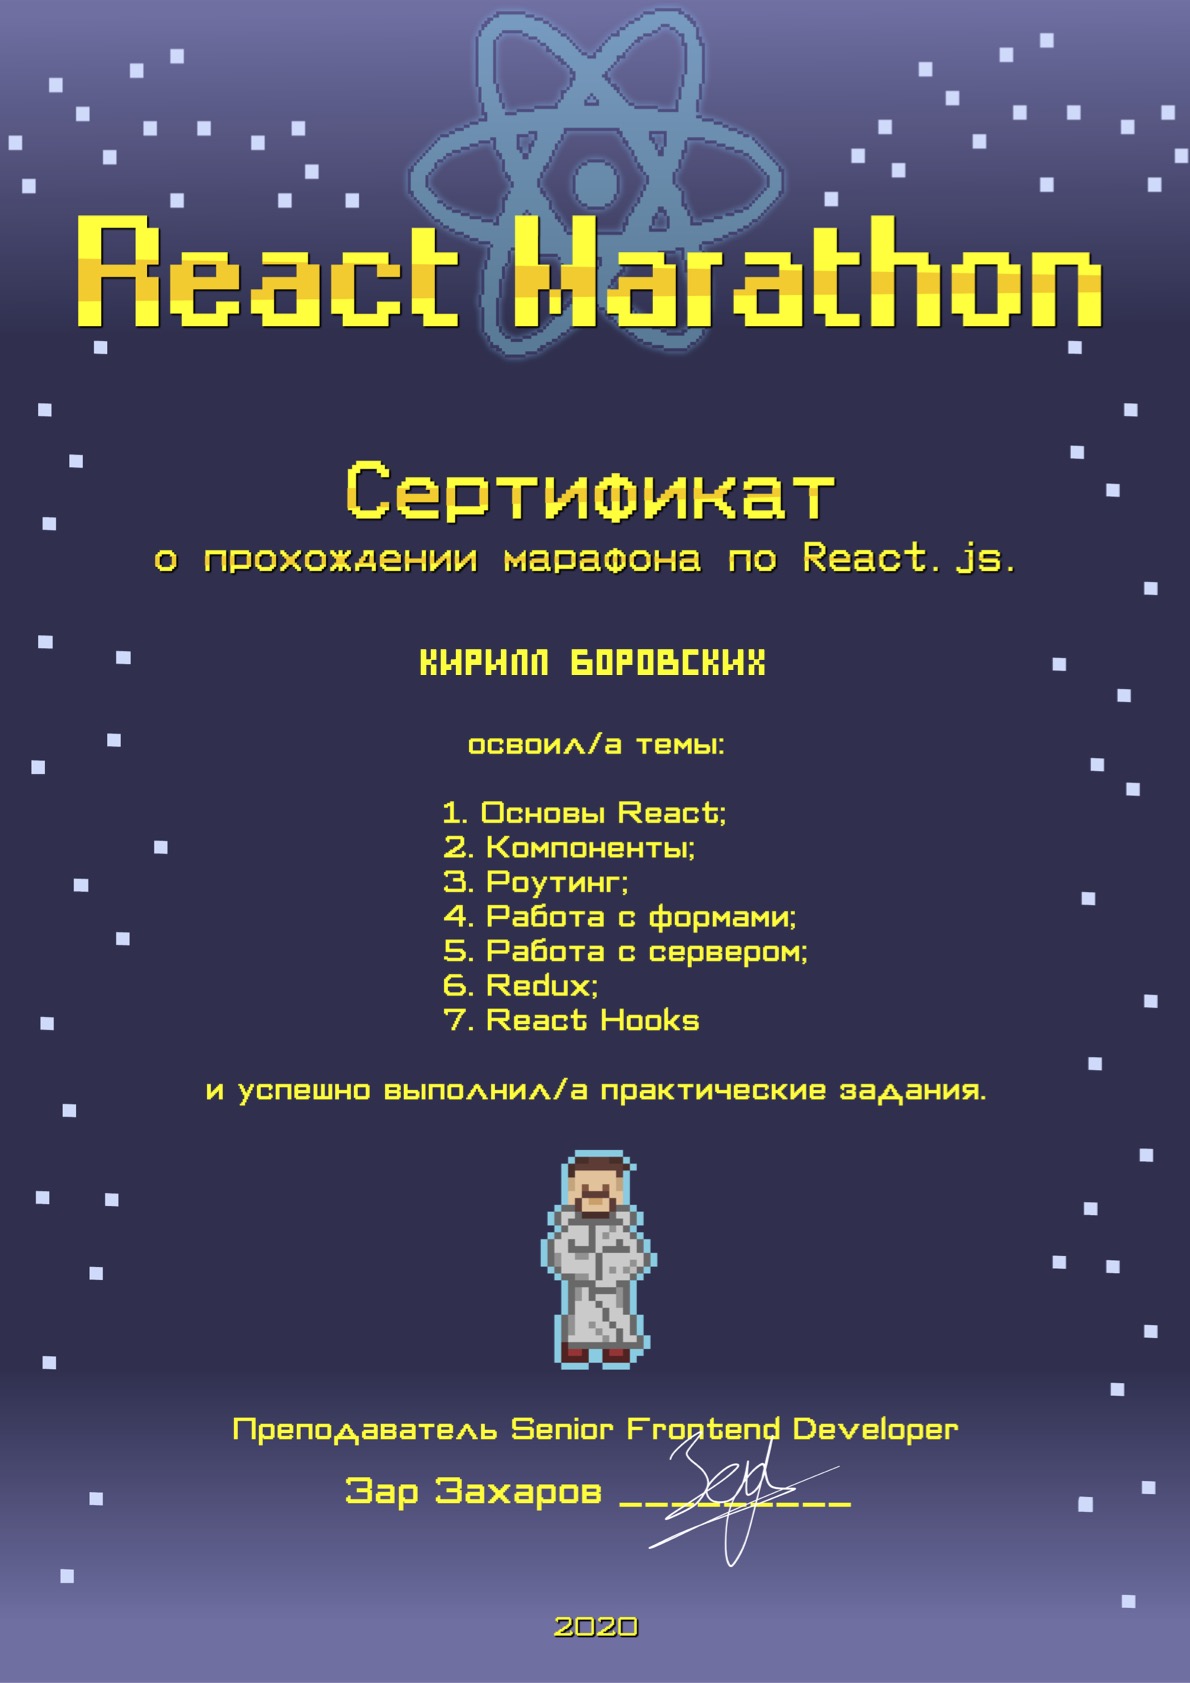 React Marathon
Сертификат
о прохождении марафона по React.js.
КИРИЛЛ БОРОВСКИХ
освоил/а темы:
1. Основы React;
2. Компоненты;
3. Роутинг;
4. Работа с формами;
5. Работа с сервером;
6. Redux;
7. React Hooks
и успешно выполнил/а практические задания.
Преподаватель Senior Frontend Developer
Зар Захаров _________
2020